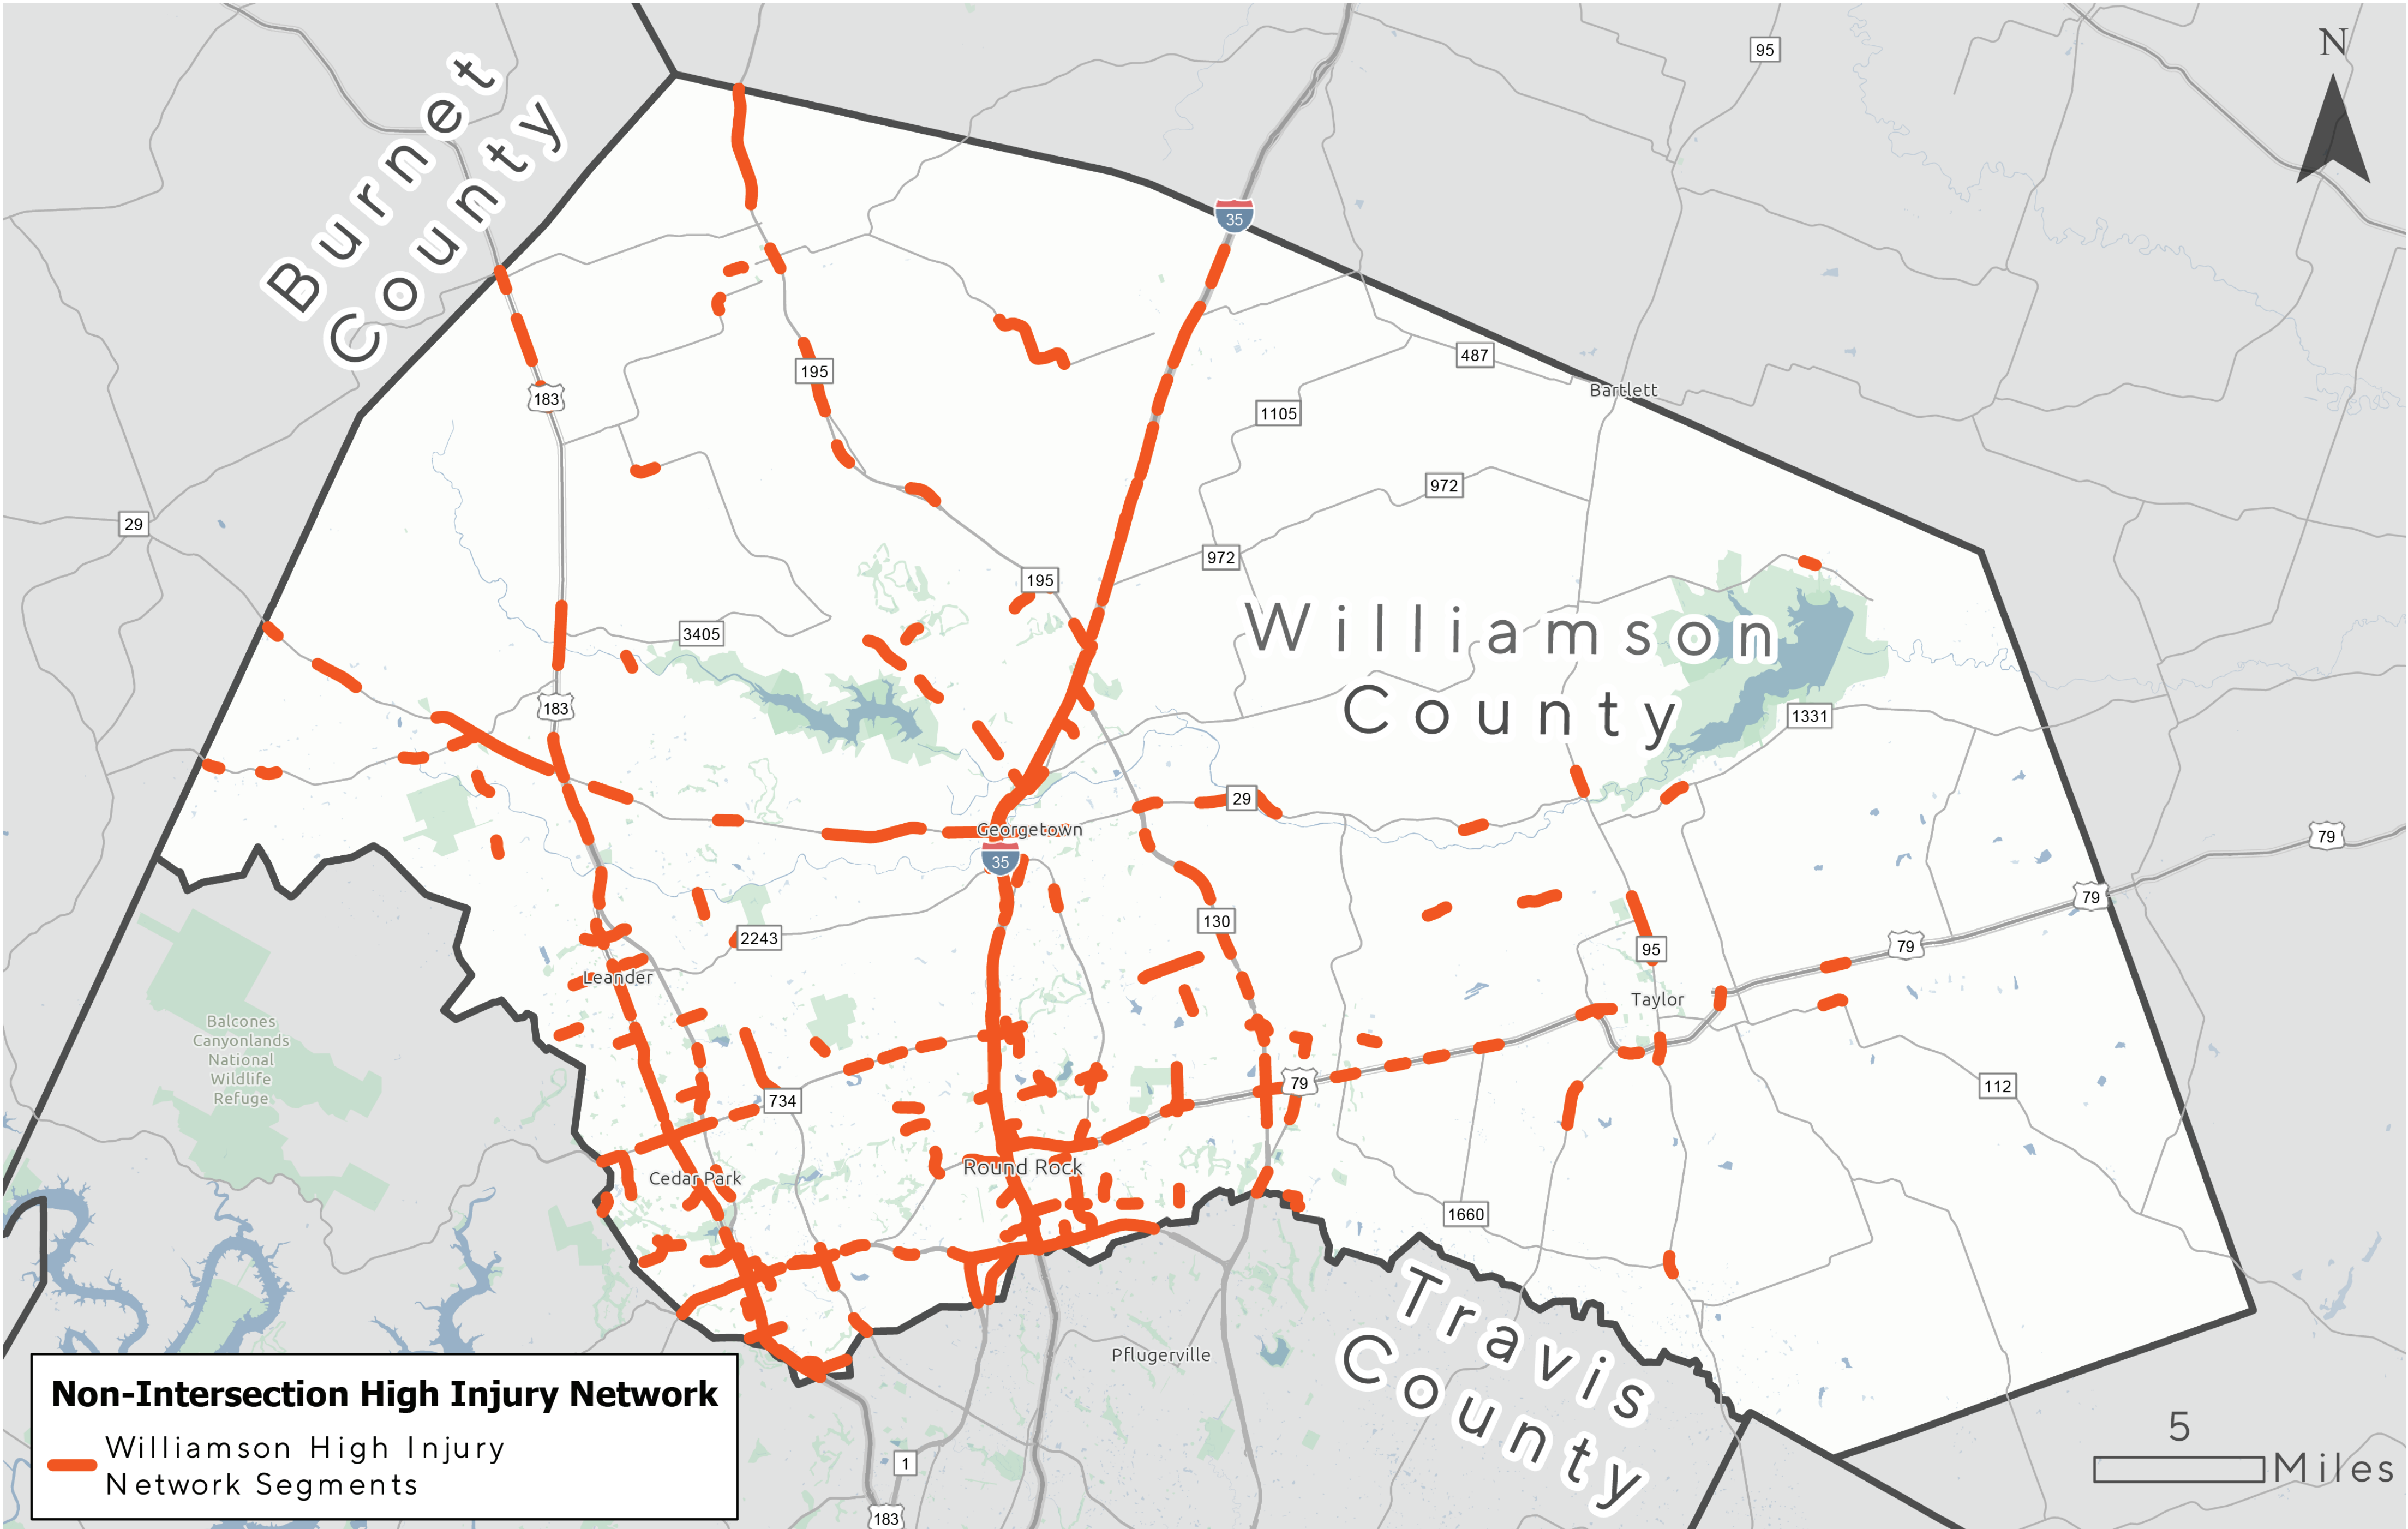 N
95
Burnet
County
35
487
Bartlett
195
183
1105
972
29
972
195
3405
Williamson
County
183
1331
29
Georgetown
35
79
79
130
2243
95
79
Leander
Taylor
Balcones
Canyonlands
National
Wildlife
Refuge
79
734
112
Round Rock
Cedar Park
1660
Travis
County
Pflugerville
Non-Intersection High Injury Network
Williamson High Injury
Network Segments
1
183
5
Miles